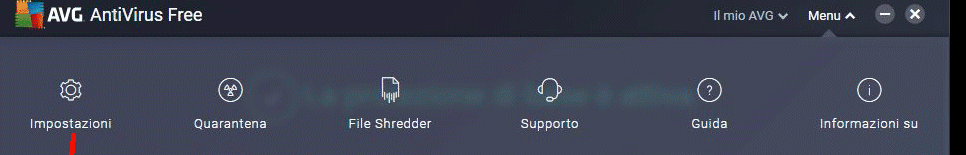 AVG AntiVirus Free
Il mio AVG
Menu
Impostazioni
Quarantena
File Shredder
Supporto
Guida
Informazioni su